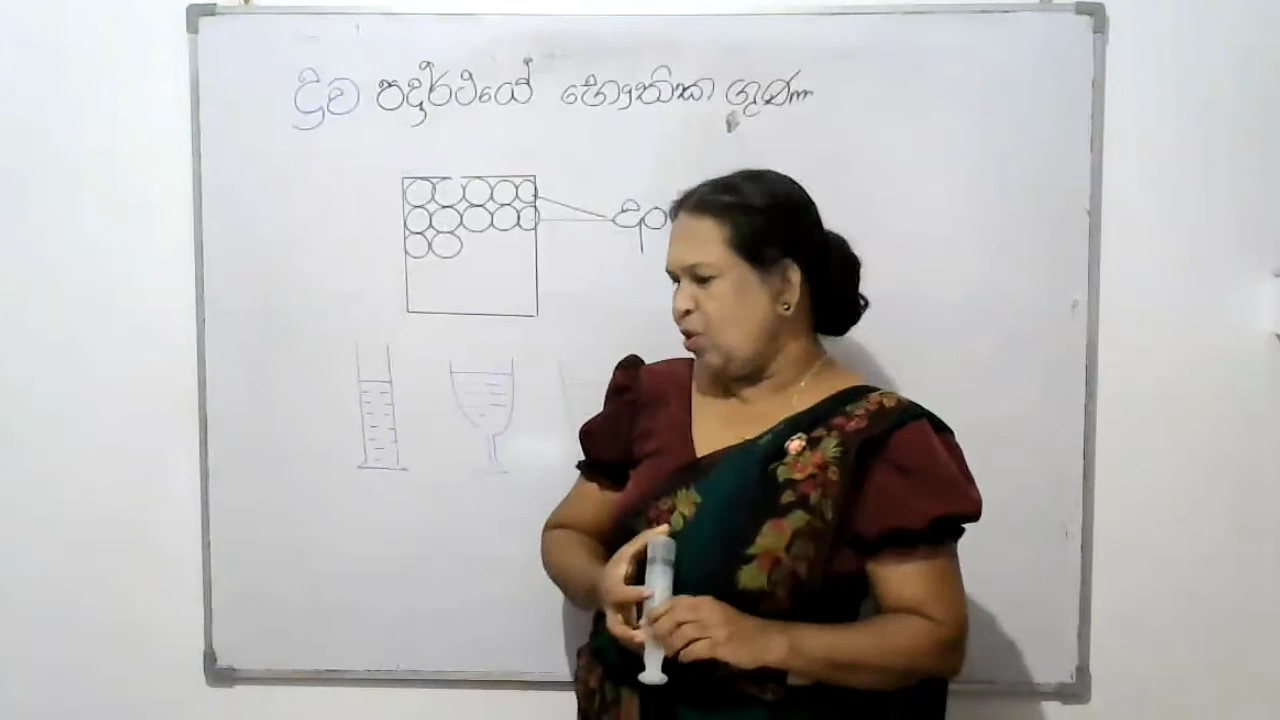 ද්‍රව පදාර්ථයේ භෞතික ගුණ